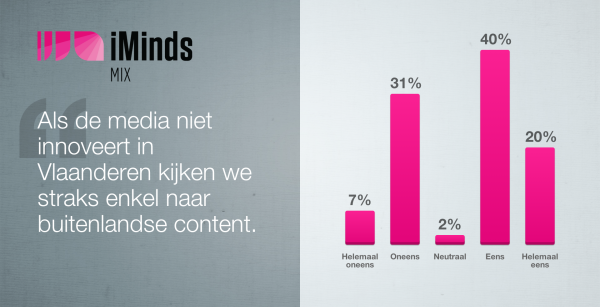 iMinds
MIX
Als de media niet
innoveert in
Vlaanderen kijken we
straks enkel naar
buitenlandse content.
7%
31%
2%
40%
20%
Helemaal
oneens
Oneens
Neutraal
Eens
Helemaal
eens